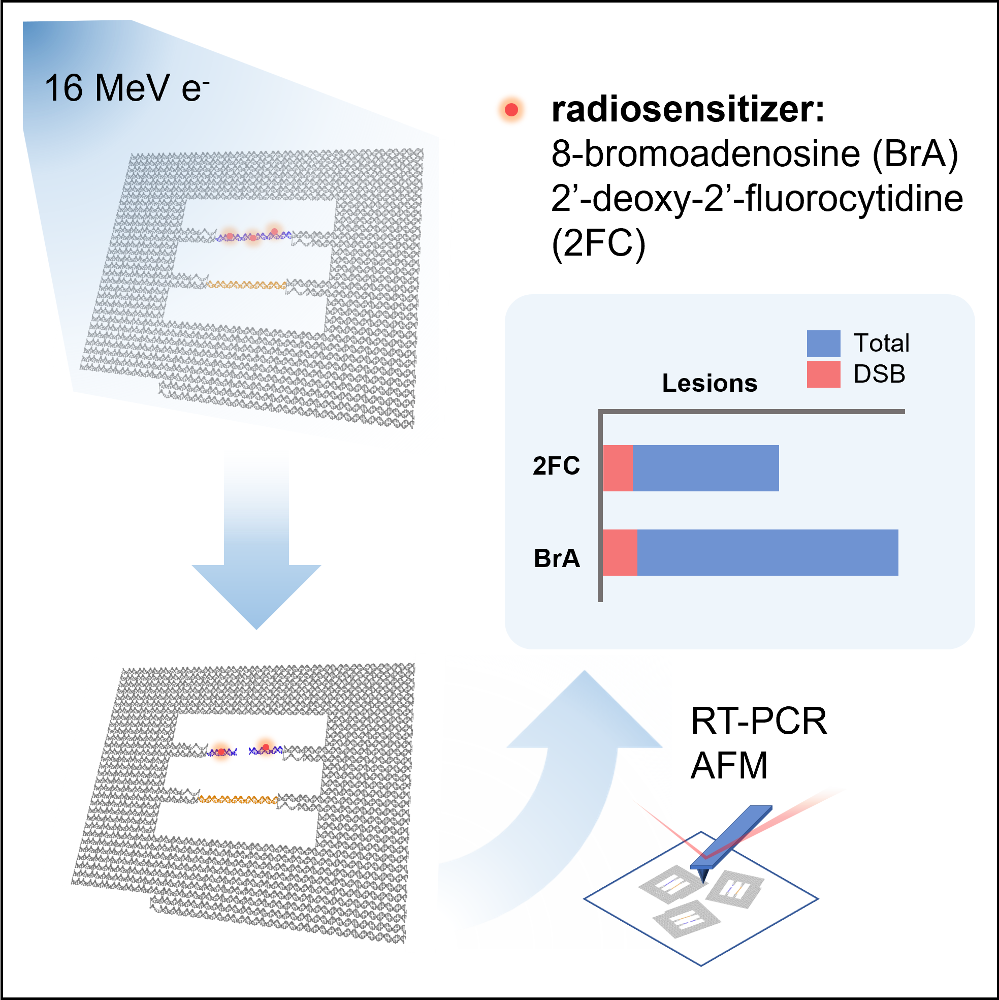 16 MeV e-
radiosensitizer:
8-bromoadenosine (BrA)
2’-deoxy-2’-fluorocytidine
(2FC)
Total
DSB
Lesions
2FC
BrA
RT-PCR
AFM